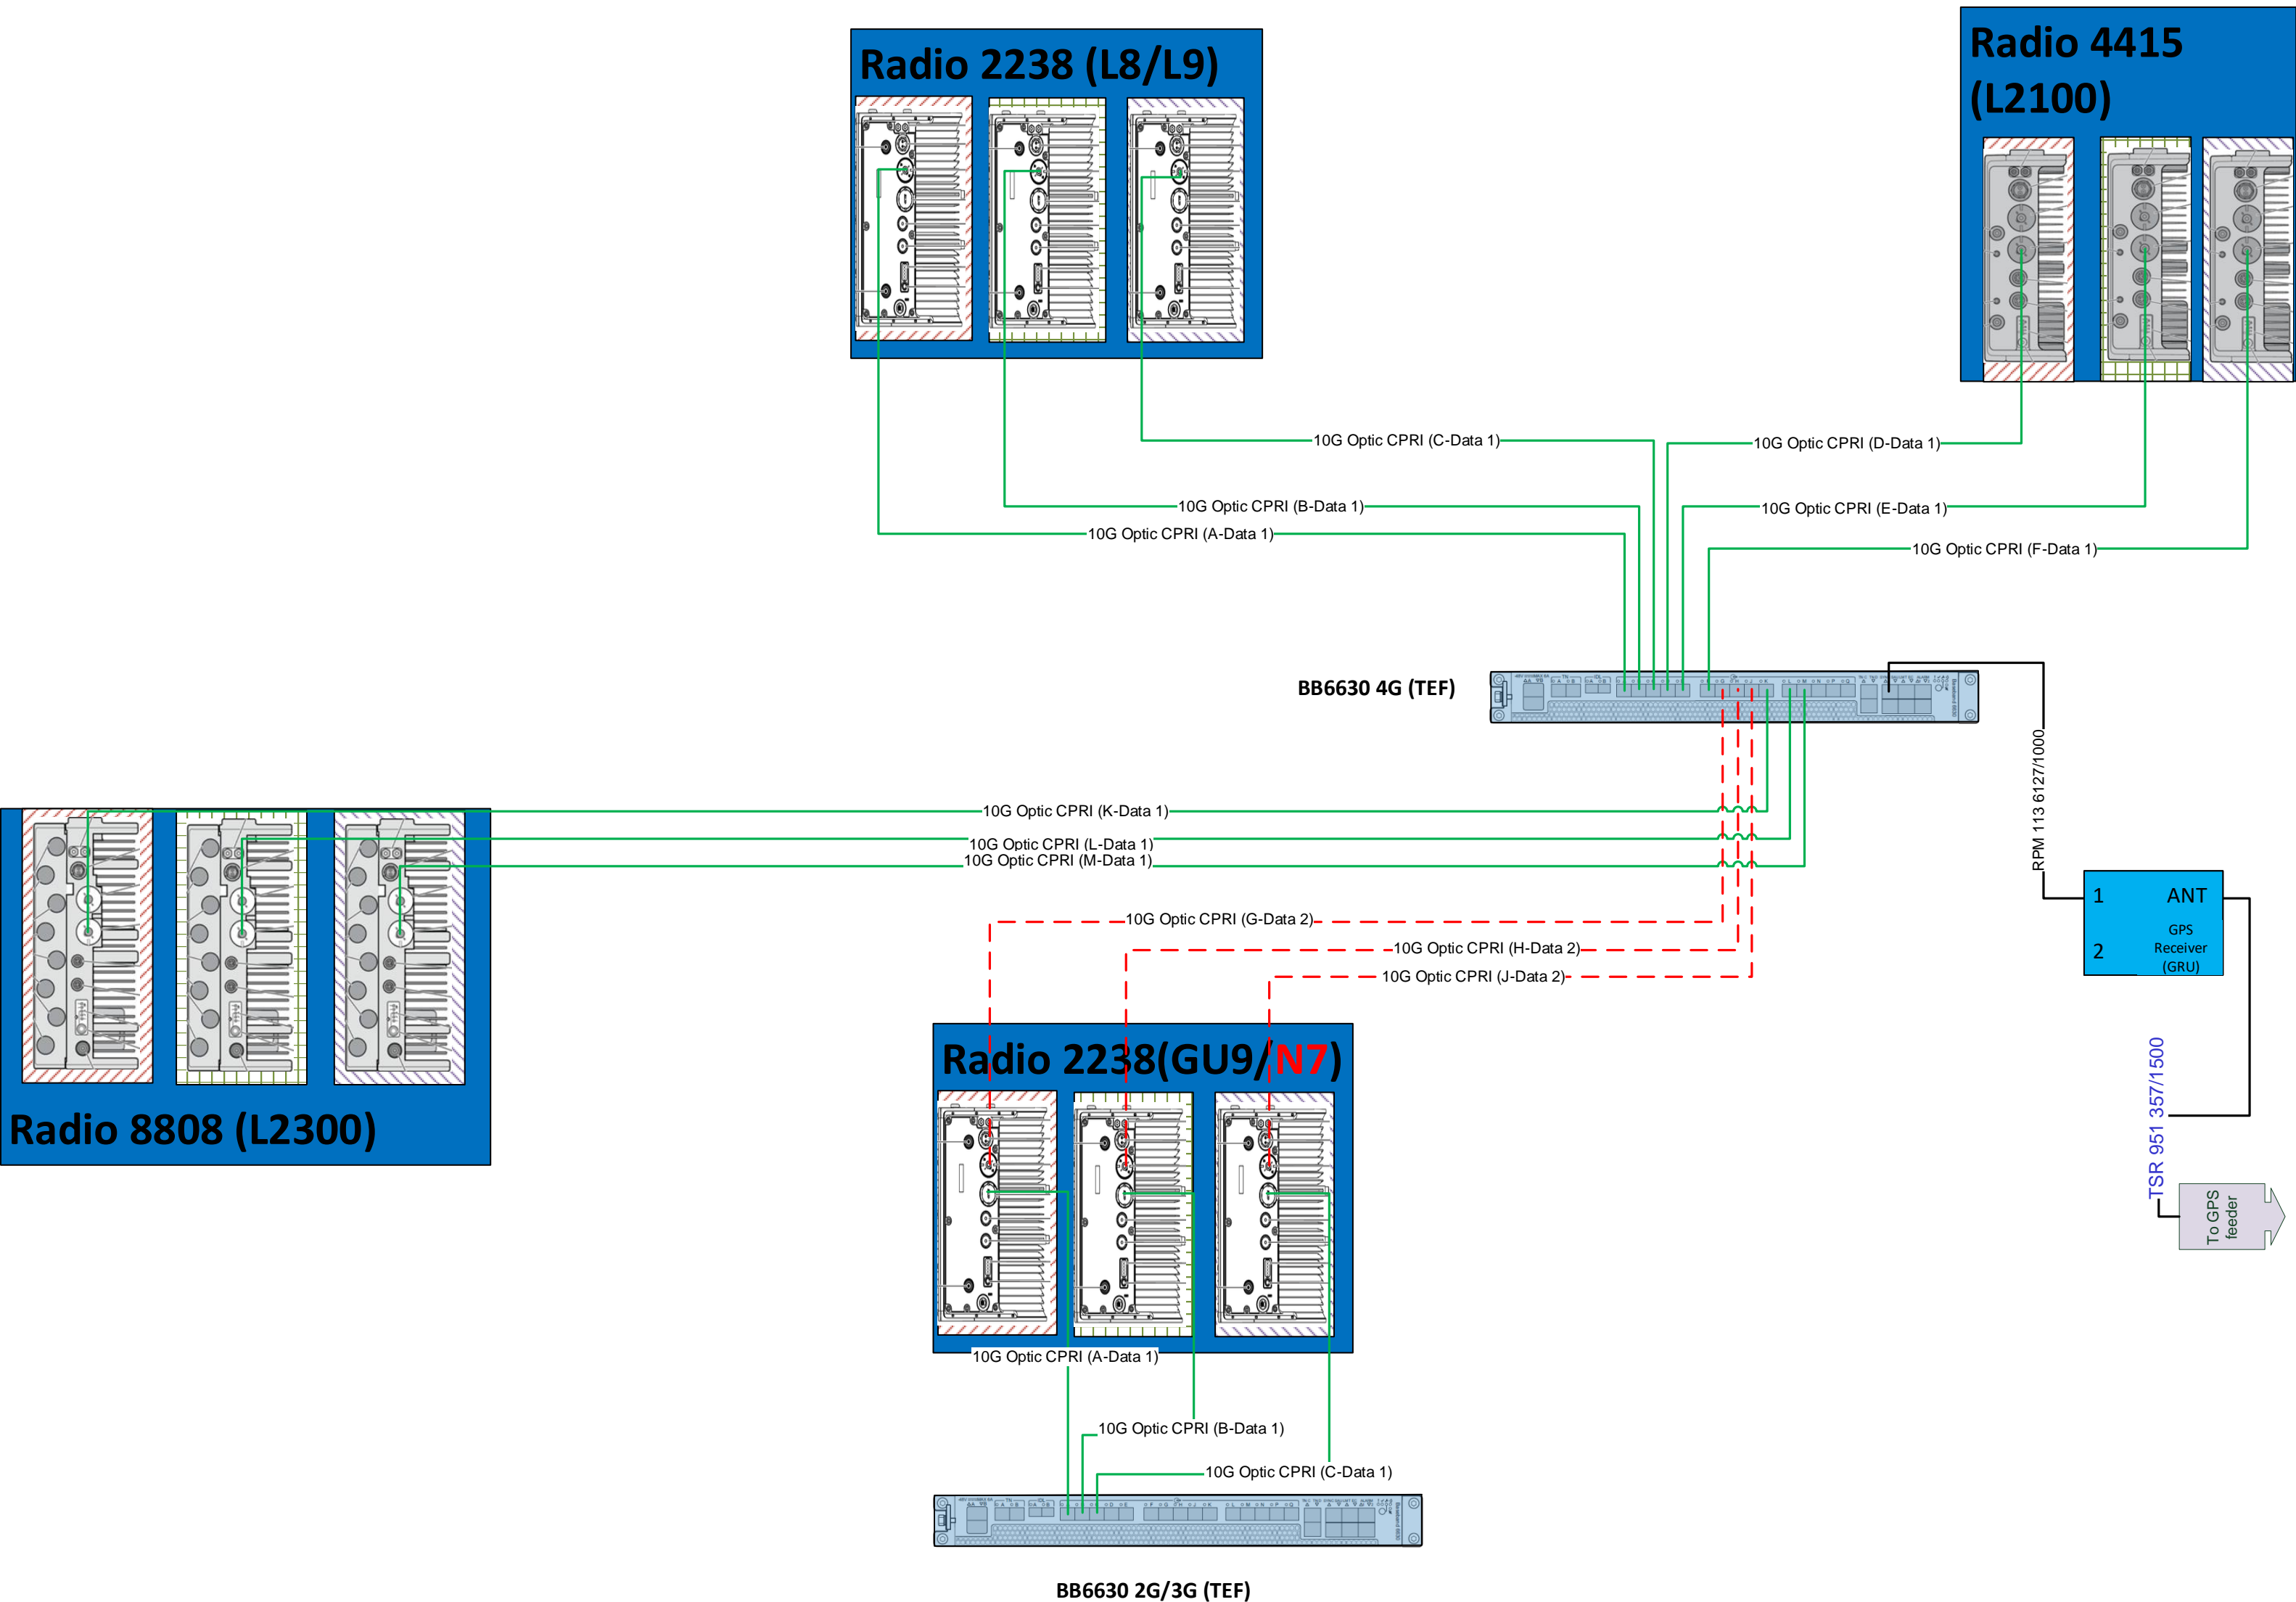 Radio 2238 (L8/L9)
Radio 4415
(L2100)
10G Optic CPRI (C-Data 1)
10G Optic CPRI (D-Data 1)
10G Optic CPRI (B-Data 1)
10G Optic CPRI (E-Data 1)
10G Optic CPRI (A-Data 1)
10G Optic CPRI (F-Data 1)
BB6630 4G (TEF)
RPM 113 6127/1000
10G Optic CPRI (K-Data 1)
10G Optic CPRI (L-Data 1)
10G Optic CPRI (M-Data 1)
1 ANT
GPS
2 Receiver
(GRU)
10G Optic CPRI (G-Data 2)
10G Optic CPRI (H-Data 2)
10G Optic CPRI (J-Data 2)
Radio 2238(GU9/N7)
Radio 8808 (L2300)
TSR 951 357/1500
To GPS
feeder
10G Optic CPRI (A-Data 1)
10G Optic CPRI (B-Data 1)
10G Optic CPRI (C-Data 1)
BB6630 2G/3G (TEF)